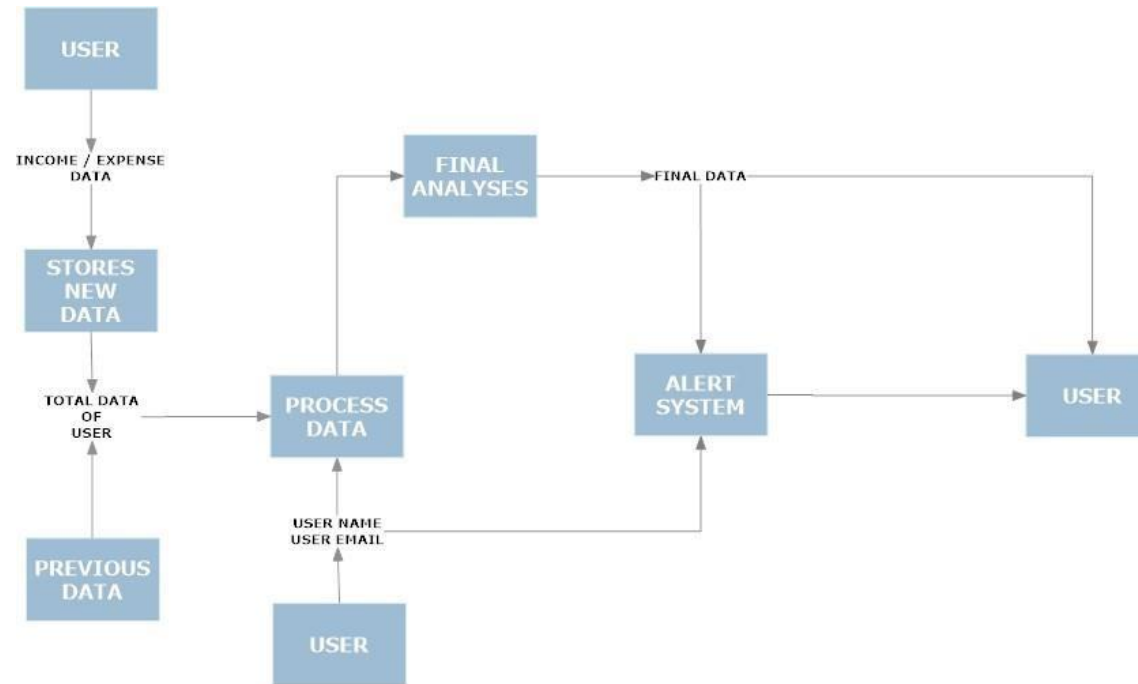 USER
INCOME / EXPENSE
DATA
STORES
NEW
DATA
TOTAL DATA
OF
USER
PREVIOUS
DATA
PROCESS
DATA
USER NAME
USER EMAIL
USER
FINAL
ANALYSES
FINAL DATA
ALERT
SYSTEM
USER